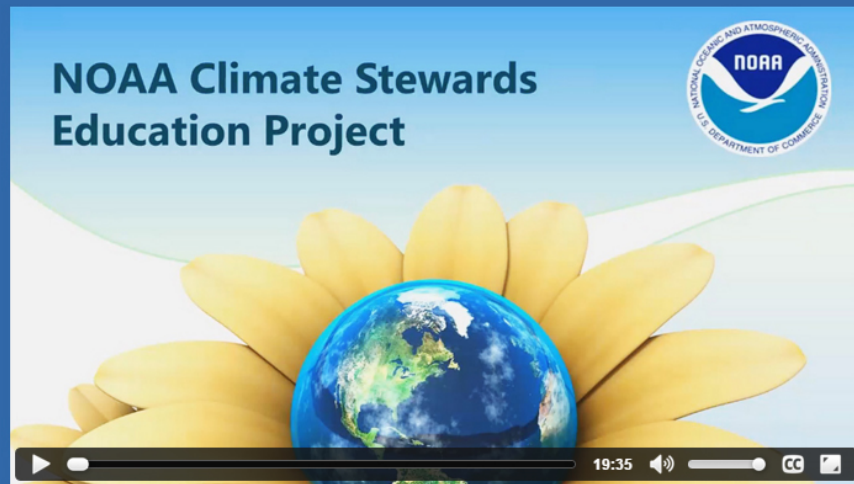 NOAA Climate Stewards
Education Project
NATIONAL OCEANIC AND ATMOSPHERIC ADMINISTRATION
NOAA
U.S. DEPARTMENT OF COMMERCE
19:35
CC